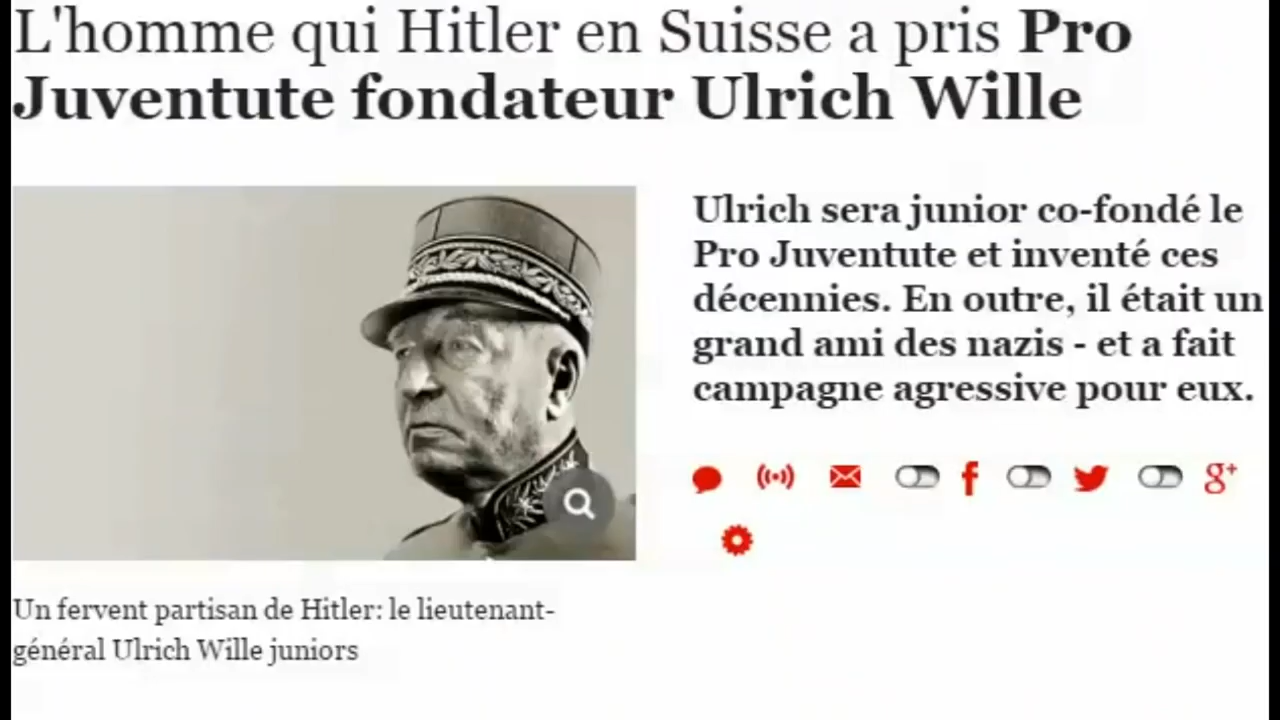 L'homme qui Hitler en Suisse a pris Pro
Juventute fondateur Ulrich Wille
Ulrich sera junior co-fondé le
Pro Juventute et inventé ces
décennies. En outre, il était un
grand ami des nazis - et a fait
campagne agressive pour eux.
g+
Un fervent partisan de Hitler: le lieutenant-
général Ulrich Wille juniors